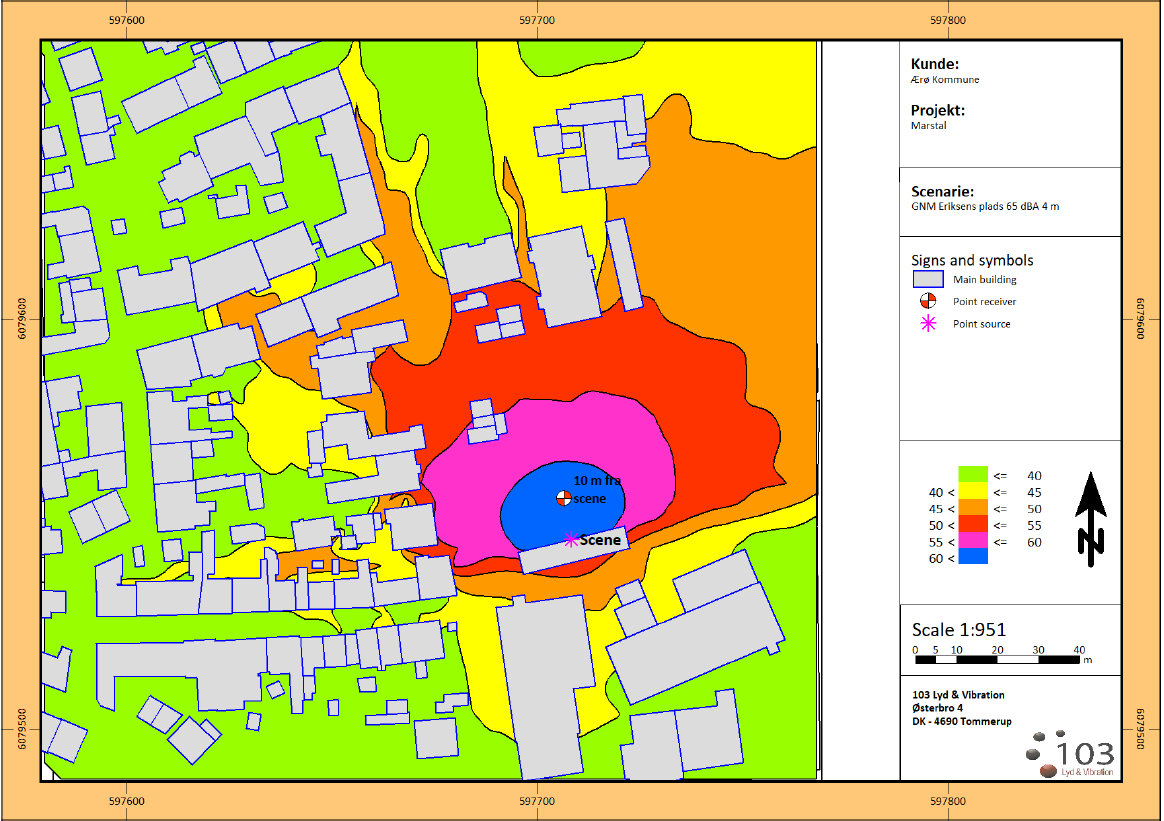 597600 597700 597800
Kunde:
Ærø Kommune
Projekt:
Marstal
Scenarie:
GNM Eriksens plads 65 dBA 4 m
Signs and symbols
Main building
Point receiver
Point source
6079600 6079600
10 m fra
scene
Scene
<= 40
40 < <= 45
45 < <= 50
50 < <= 55
55 < <= 60
60 <
N
Scale 1:951
0 5 10 20 30 40
m
103 Lyd & Vibration
Østerbro 4
DK - 4690 Tommerup
6079500 6079500
103
Lyd & Vibration
597600 597700 597800